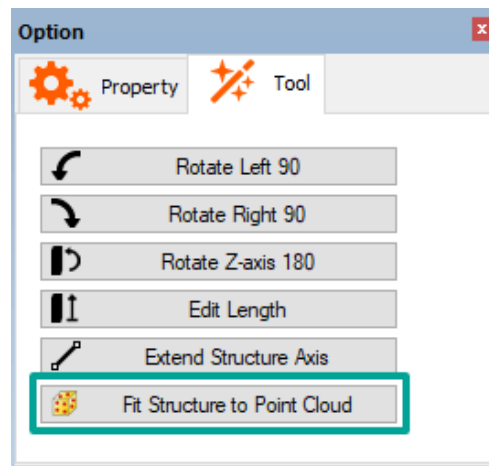 Option
Property
Tool
Rotate Left 90
Rotate Right 90
Rotate Z-axis 180
Edit Length
Extend Structure Axis
Fit Structure to Point Cloud